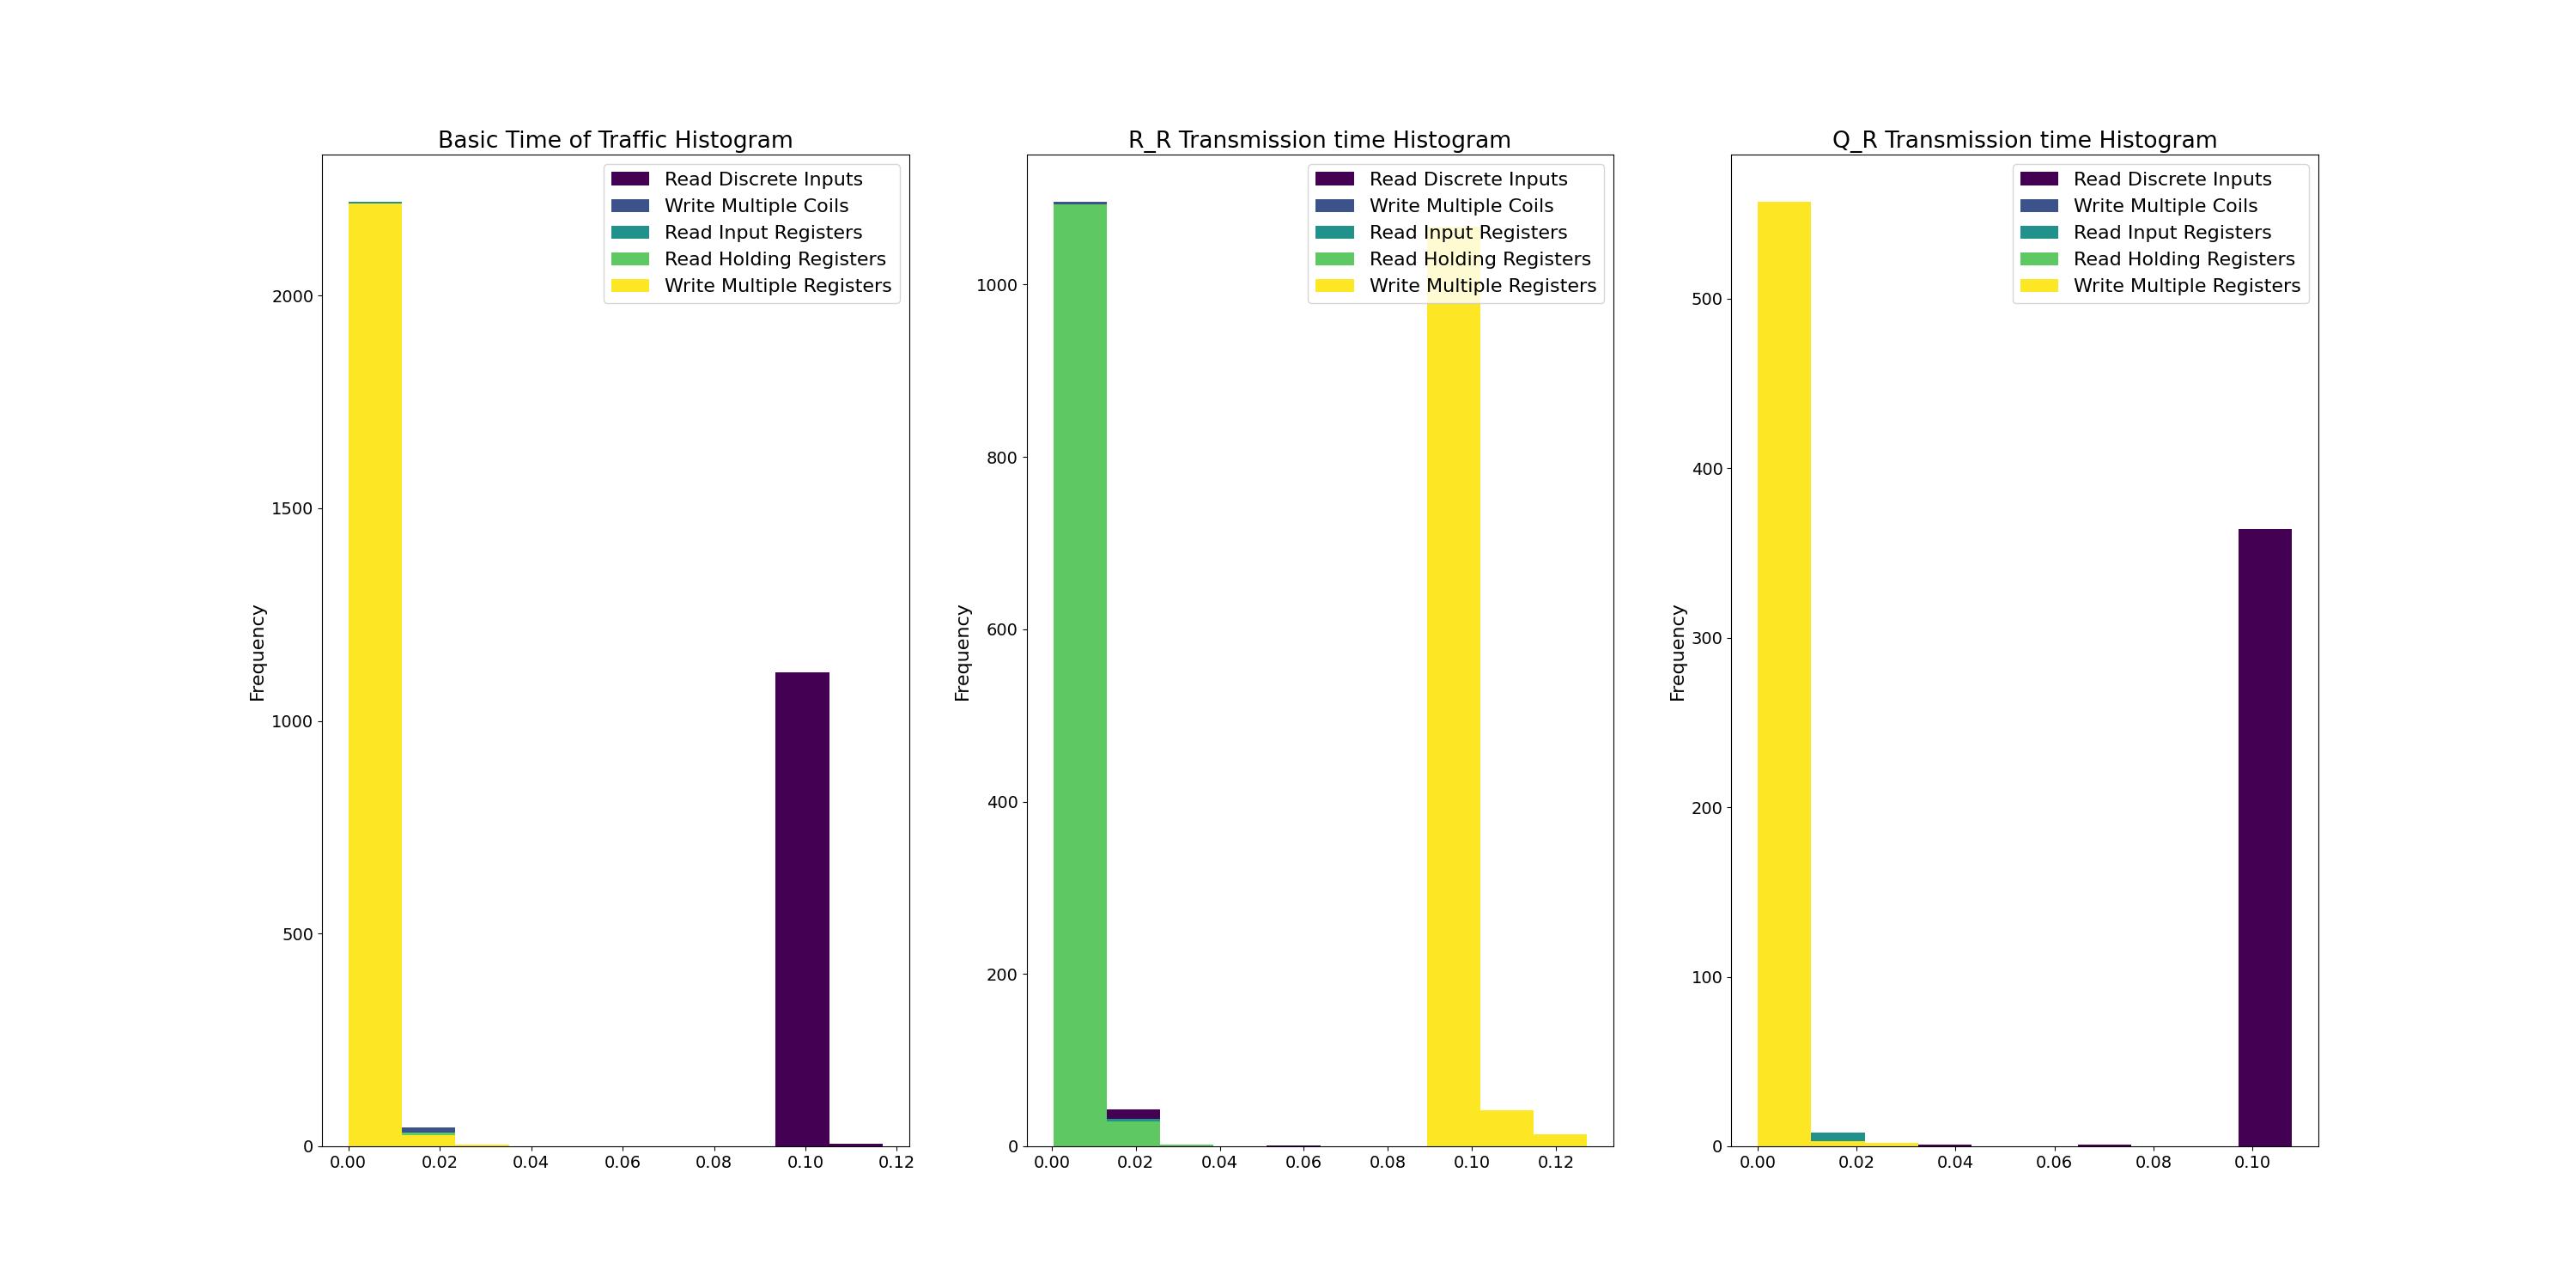 Basic Time of Traffic Histogram
Read Discrete Inputs
Write Multiple Coils
Read Input Registers
Read Holding Registers
Write Multiple Registers
Frequency
2000
1500
1000
500
0
0.00 0.02 0.04 0.06 0.08 0.10 0.12
R_R Transmission time Histogram
Read Discrete Inputs
Write Multiple Coils
Read Input Registers
Read Holding Registers
Write Multiple Registers
Frequency
1000
800
600
400
200
0
0.00 0.02 0.04 0.06 0.08 0.10 0.12
Q_R Transmission time Histogram
Read Discrete Inputs
Write Multiple Coils
Read Input Registers
Read Holding Registers
Write Multiple Registers
Frequency
500
400
300
200
100
0
0.00 0.02 0.04 0.06 0.08 0.10